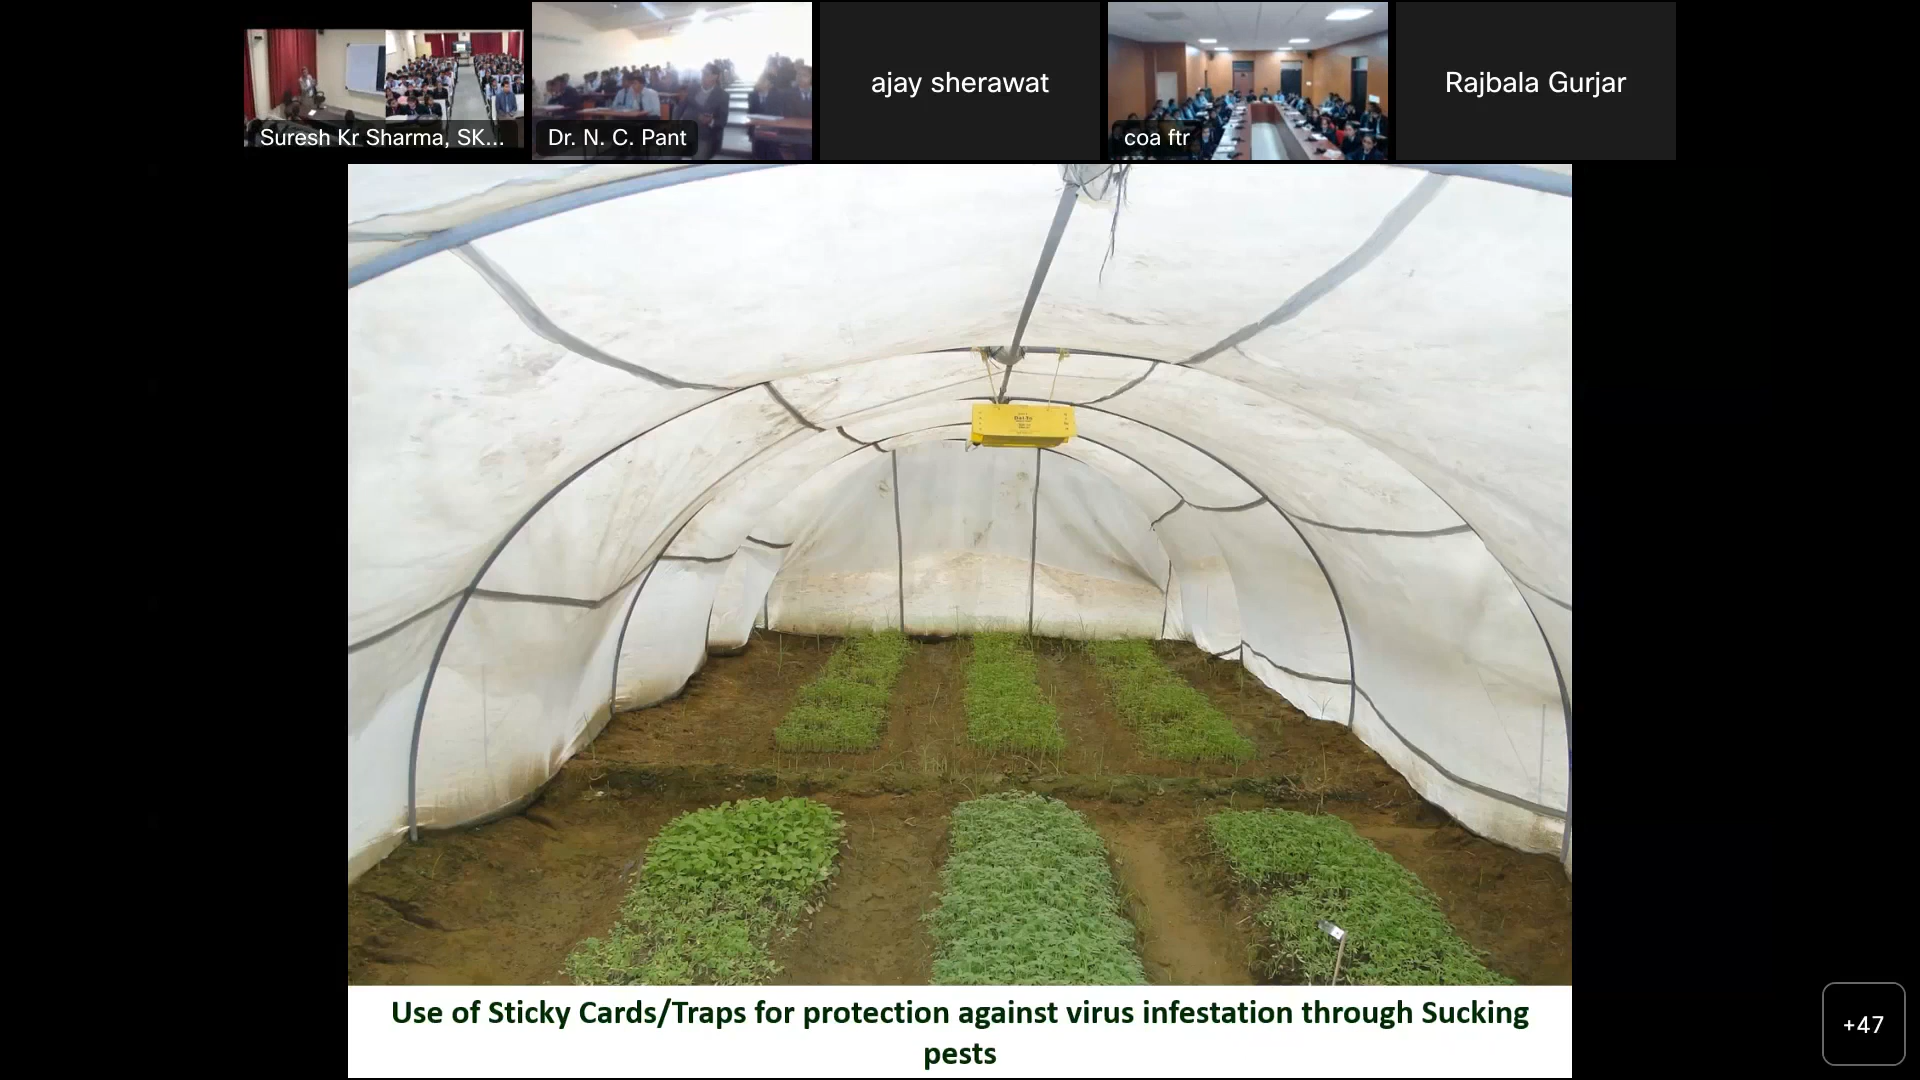 Suresh Kr Sharma, SK...
Dr. N. C. Pant
ajay sherawat
coa ftr
Rajbala Gurjar
Use of Sticky Cards/Traps for protection against virus infestation through Sucking
pests
+47